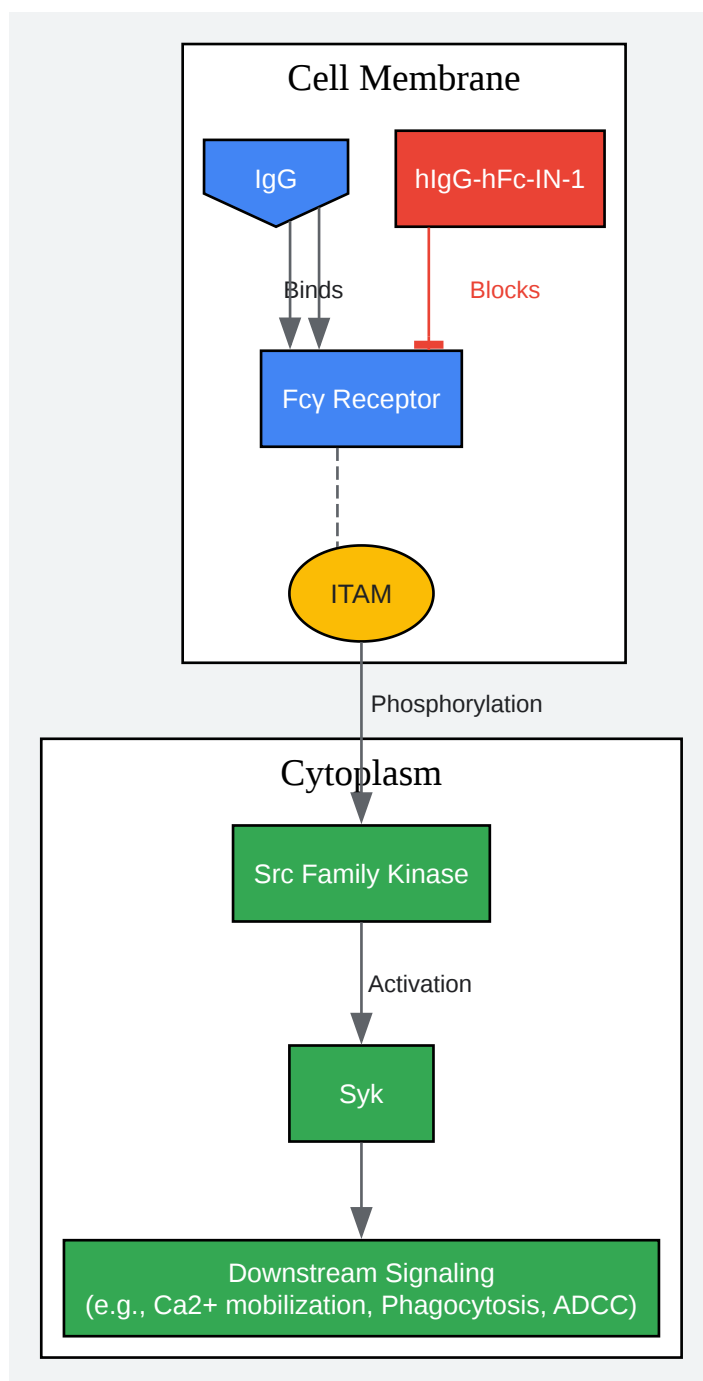 Cell Membrane
IgG
hIgG-hFc-IN-1
Binds
Blocks
Fcγ Receptor
ITAM
Phosphorylation
Cytoplasm
Src Family Kinase
Activation
Syk
Downstream Signaling
(e.g., Ca2+ mobilization, Phagocytosis, ADCC)